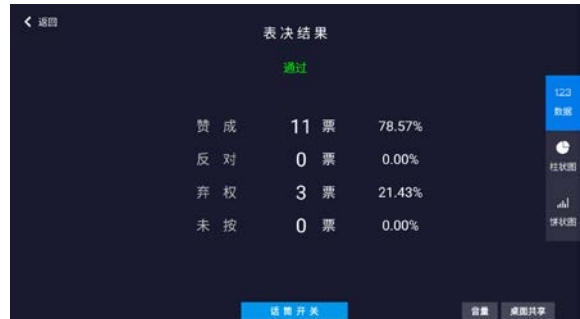 返回
表决结果
通过
赞 成 11 票 78.57%
反 对 0 票 0.00%
弃 权 3 票 21.43%
未 按 0 票 0.00%
123
数据
柱状图
饼状图
话筒开关
音量 桌面共享